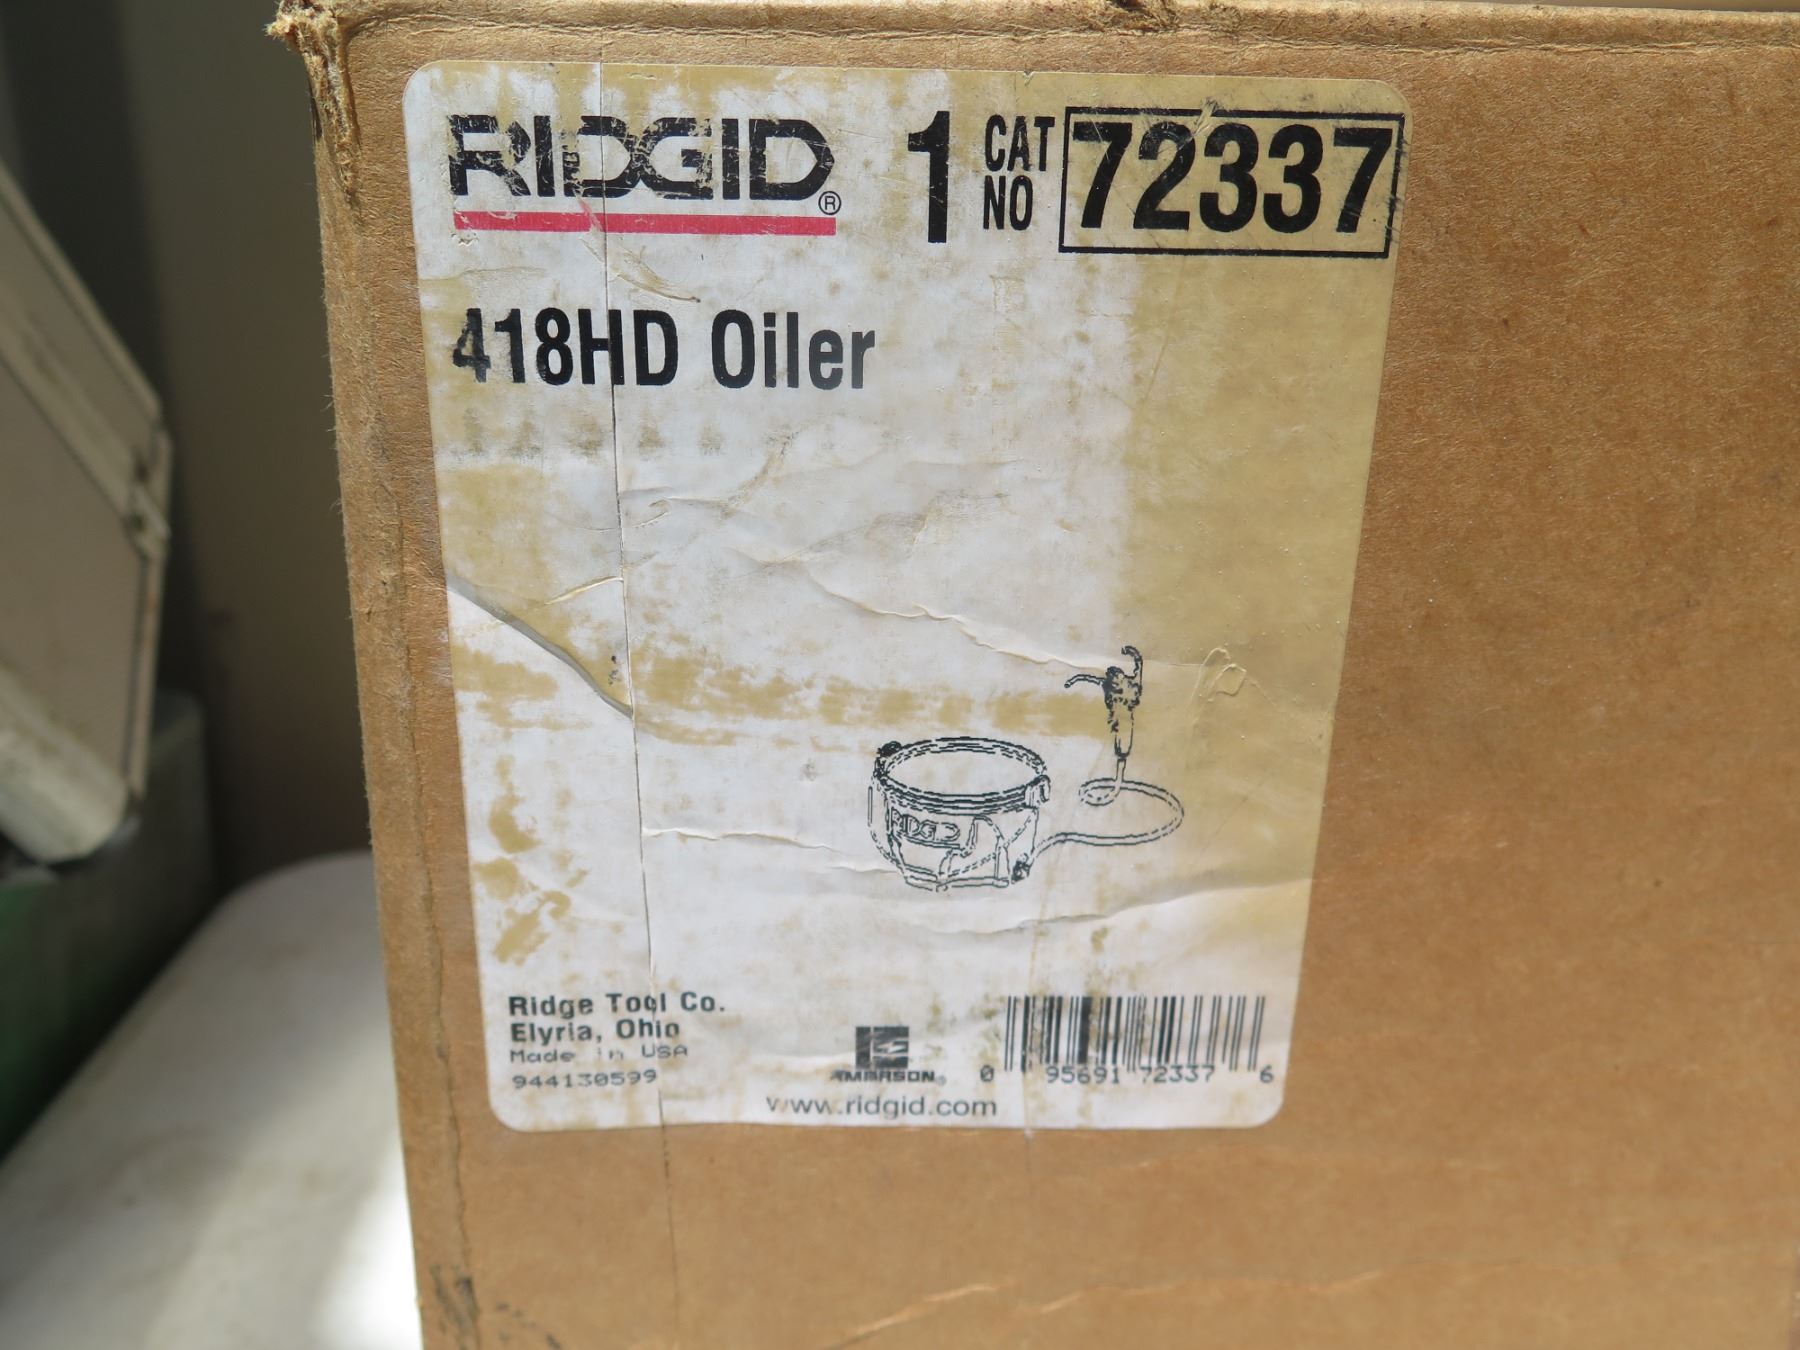 RIDGID® 1 CAT NO 72337
418HD Oiler
RIDGID
Ridge Tool Co.
Elyria, Ohio
Made in USA
944130599
EMERSON®
0 95691 72337 6
www.ridgid.com